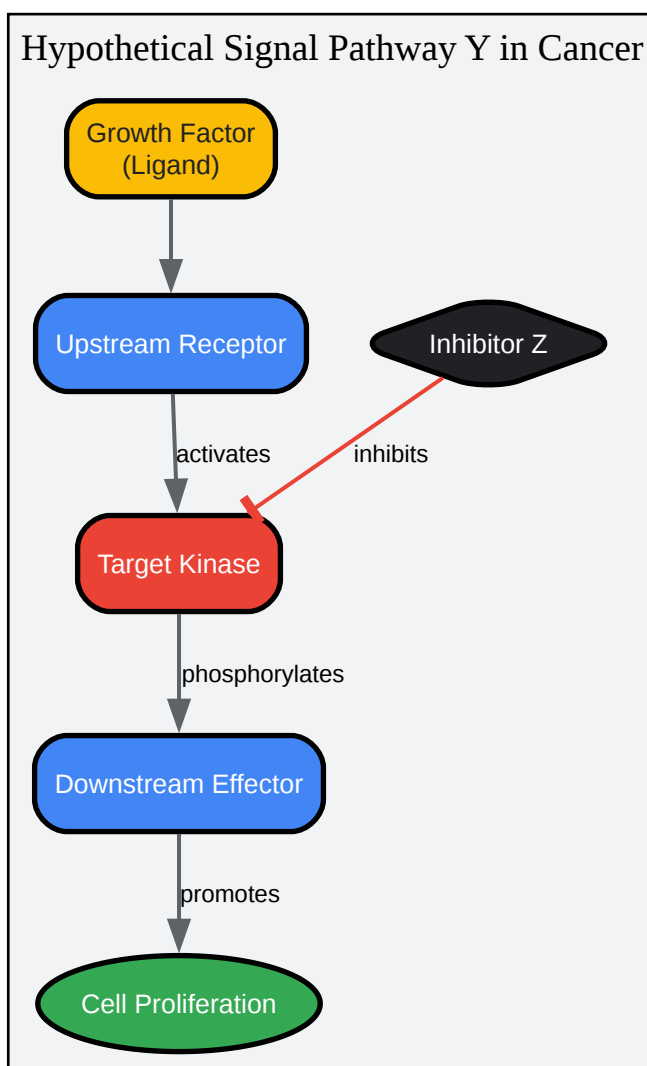 Hypothetical Signal Pathway Y in Cancer
Growth Factor
(Ligand)
Upstream Receptor
Inhibitor Z
activates
inhibits
Target Kinase
phosphorylates
Downstream Effector
promotes
Cell Proliferation